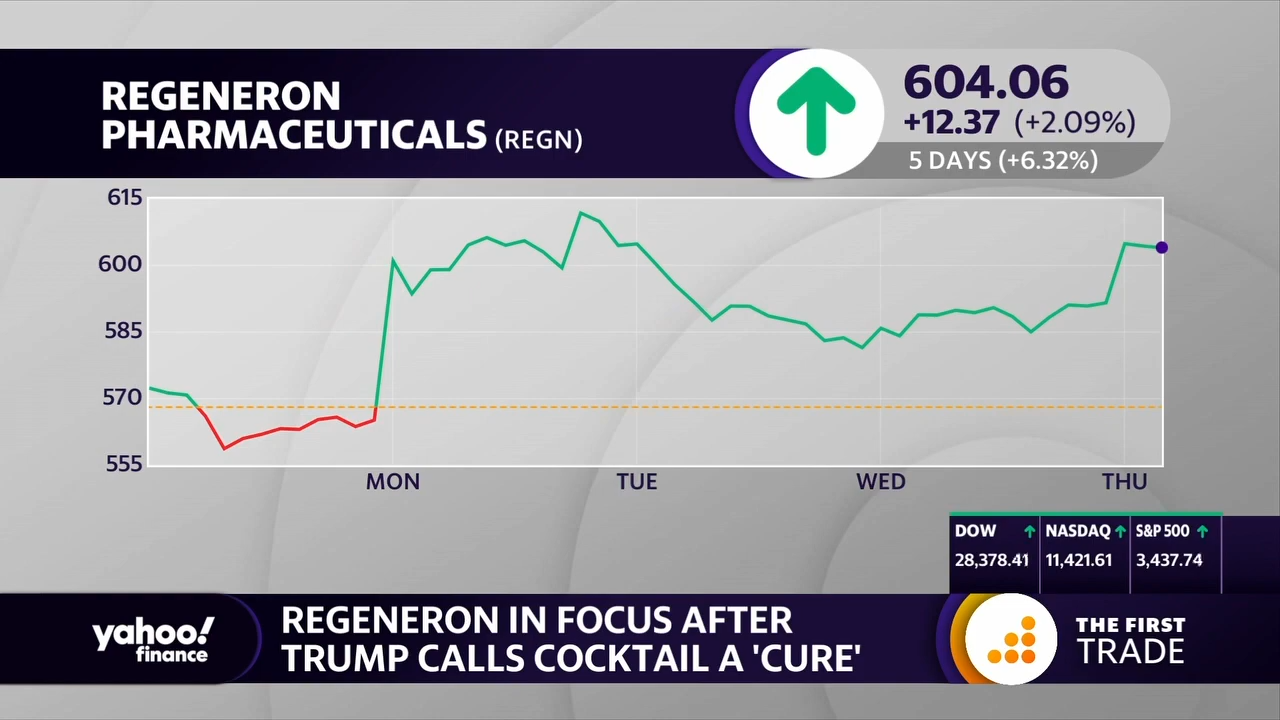 REGENERON
PHARMACEUTICALS (REGN)
604.06
+12.37 (+2.09%)
5 DAYS (+6.32%)
615
600
585
570
555
MON TUE WED THU
DOW NASDAQ S&P 500
28,378.41 11,421.61 3,437.74
yahoo!
finance
REGENERON IN FOCUS AFTER
TRUMP CALLS COCKTAIL A 'CURE'
THE FIRST
TRADE